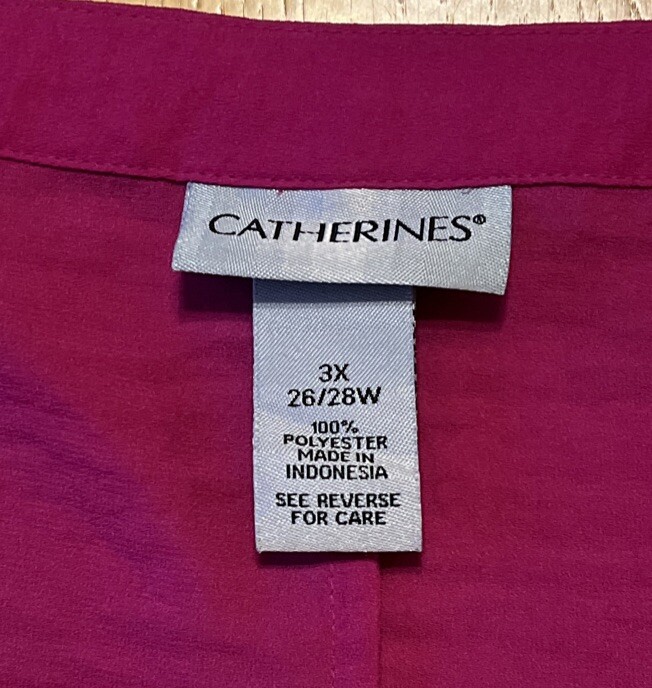 CATHERINES®
3X
26/28W
100%
POLYESTER
MADE IN
INDONESIA
SEE REVERSE
FOR CARE